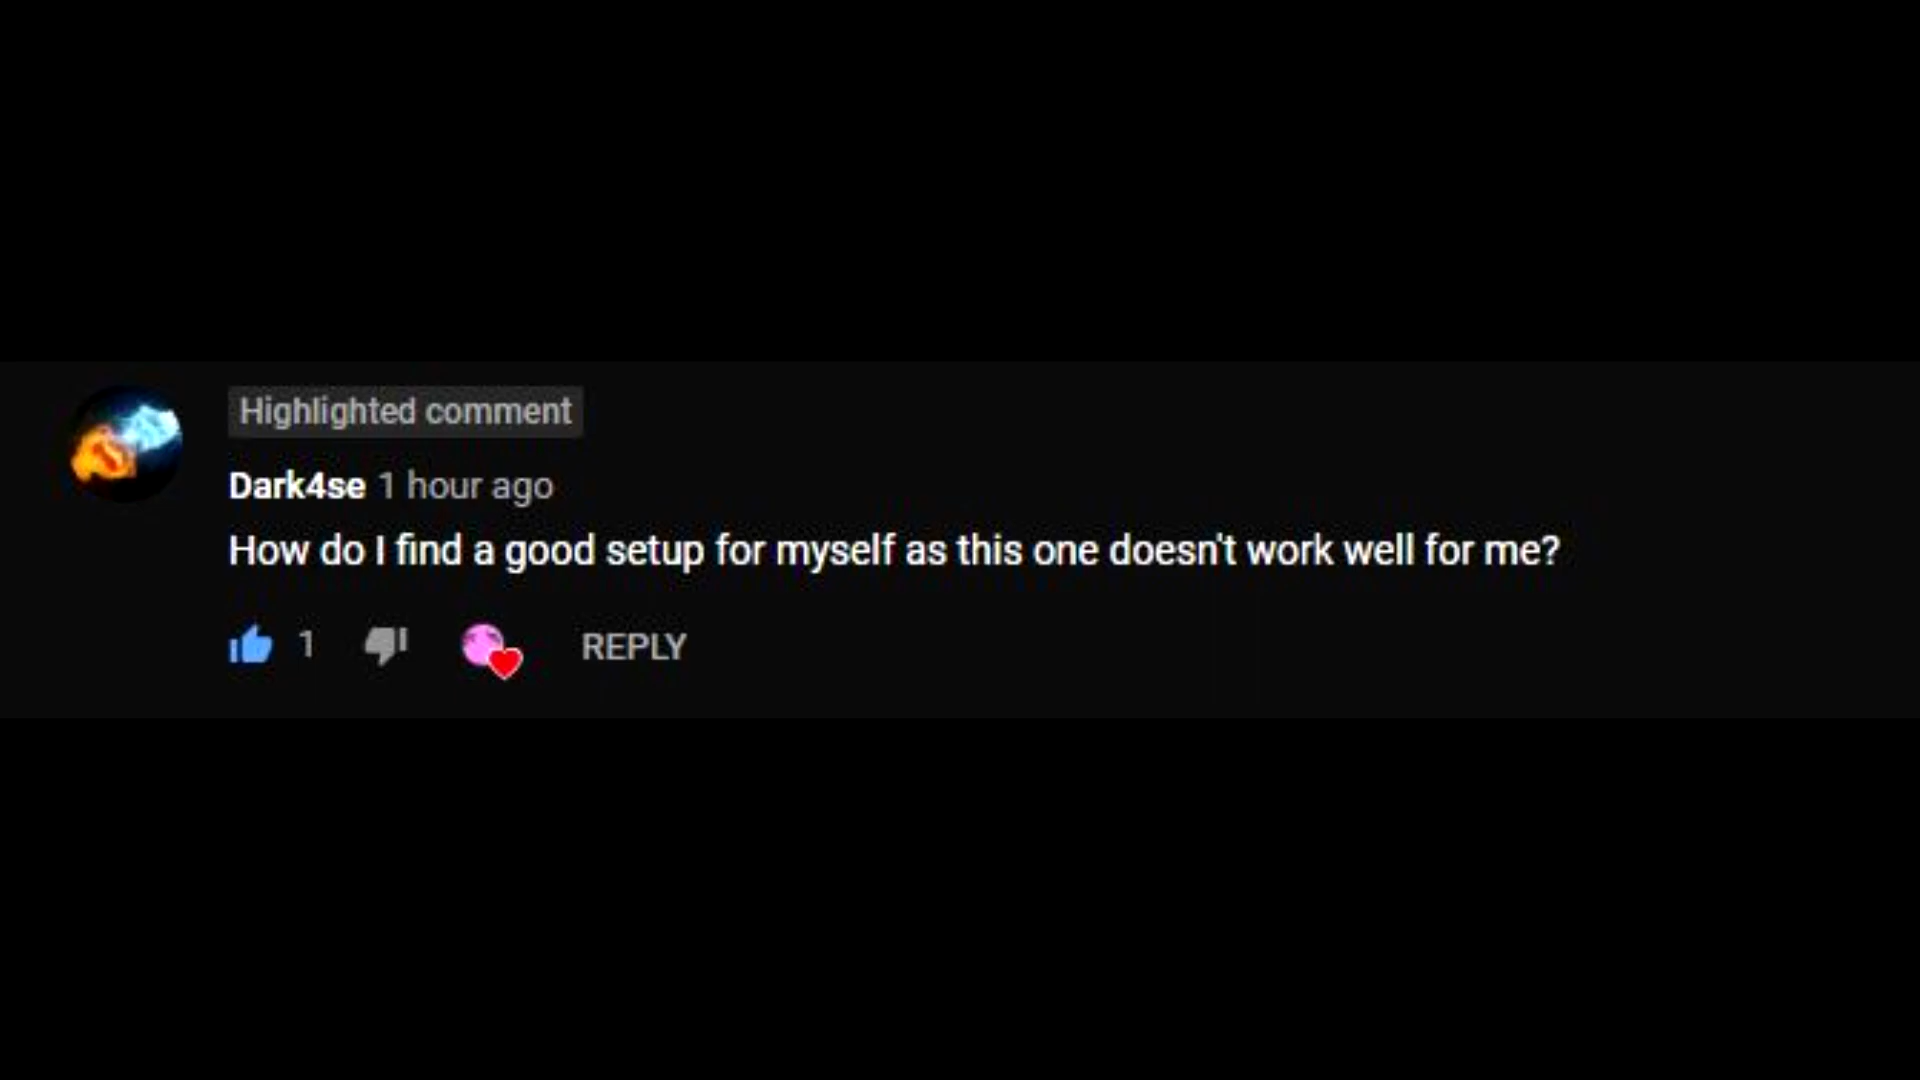 Highlighted comment
Dark4se 1 hour ago
How do I find a good setup for myself as this one doesn't work well for me?
1 REPLY